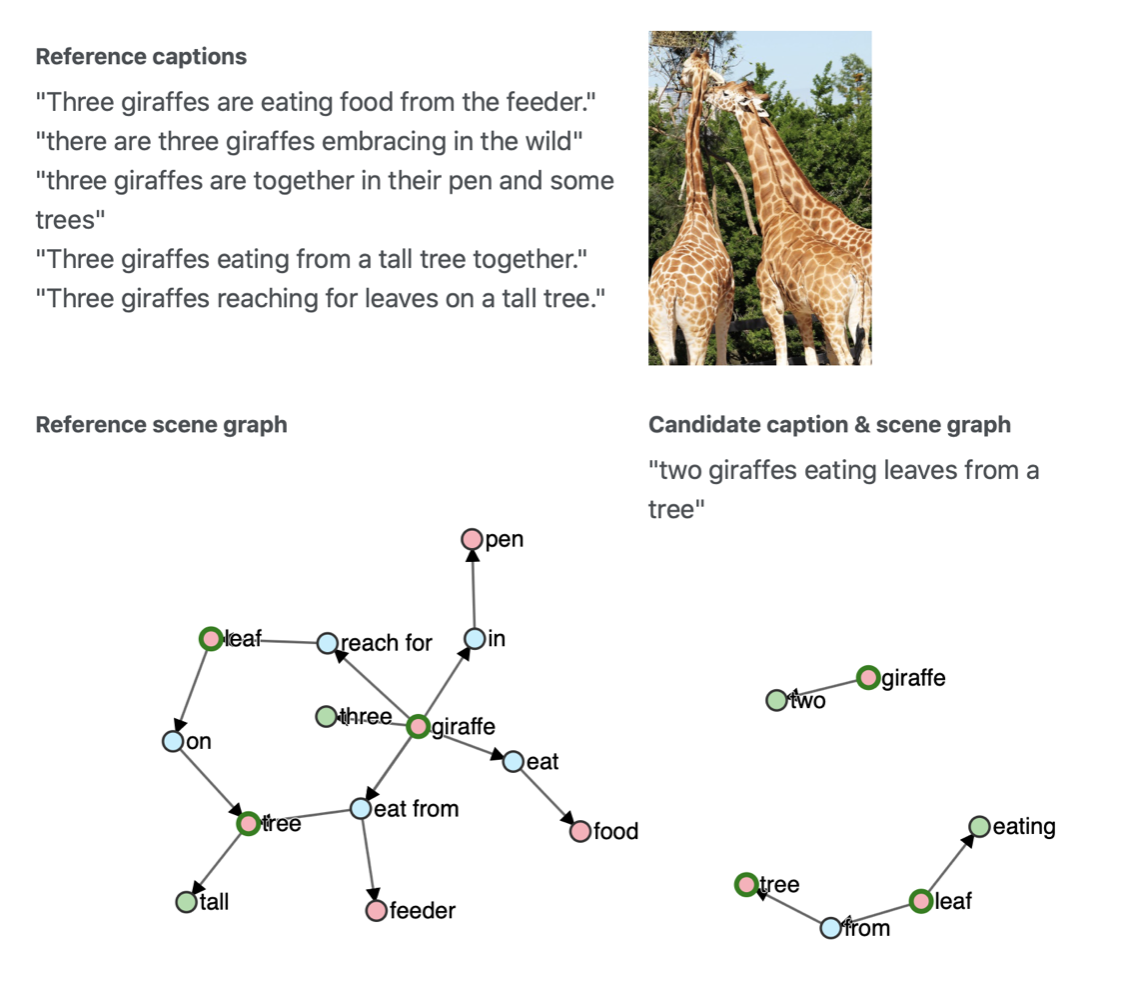 Reference captions
"Three giraffes are eating food from the feeder."
"there are three giraffes embracing in the wild"
"three giraffes are together in their pen and some
trees"
"Three giraffes eating from a tall tree together."
"Three giraffes reaching for leaves on a tall tree."
Reference scene graph
Candidate caption & scene graph
"two giraffes eating leaves from a
tree"
pen
leaf
reach for
in
three
giraffe
on
eat
eat from
tree
food
tall
feeder
giraffe
two
eating
tree
leaf
from